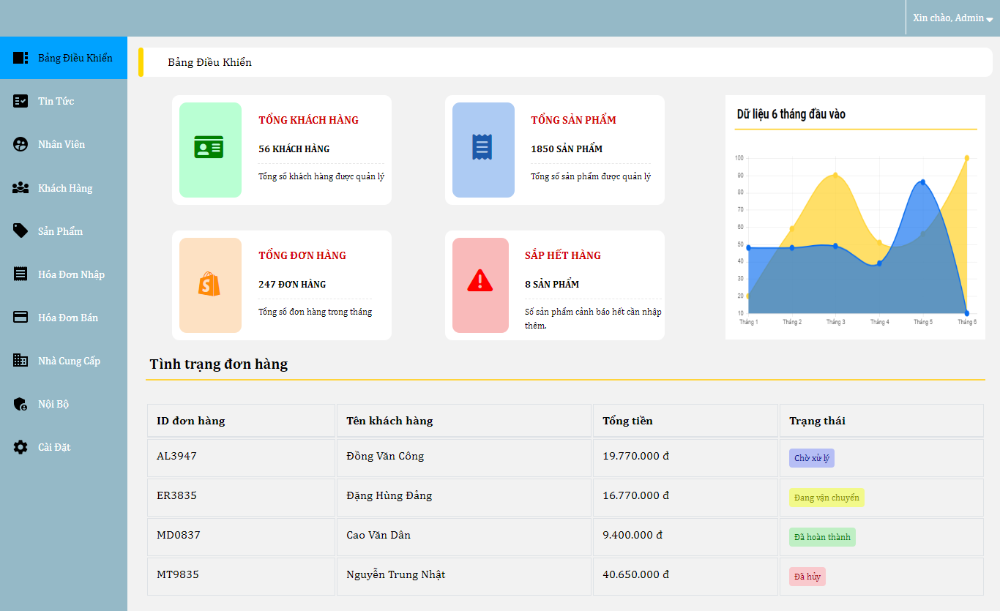 Xin chào, Admin
Bảng Điều Khiển
Tin Tức
Nhân Viên
Khách Hàng
Sản Phẩm
Hóa Đơn Nhập
Hóa Đơn Bán
Nhà Cung Cấp
Nội Bộ
Cài Đặt
Bảng Điều Khiển
TỔNG KHÁCH HÀNG
56 KHÁCH HÀNG
Tổng số khách hàng được quản lý
TỔNG SẢN PHẨM
1850 SẢN PHẨM
Tổng số sản phẩm được quản lý
TỔNG ĐƠN HÀNG
247 ĐƠN HÀNG
Tổng số đơn hàng trong tháng
SẮP HẾT HÀNG
8 SẢN PHẨM
Số sản phẩm cảnh báo hết cần nhập
thêm.
Dữ liệu 6 tháng đầu vào
100
90
80
70
60
50
40
30
20
10
Tháng 1 Tháng 2 Tháng 3 Tháng 4 Tháng 5 Tháng 6
Tình trạng đơn hàng
ID đơn hàng Tên khách hàng Tổng tiền Trạng thái
AL3947 Đồng Văn Công 19.770.000 đ Chờ xử lý
ER3835 Đặng Hùng Đảng 16.770.000 đ Đang vận chuyển
MD0837 Cao Văn Dân 9.400.000 đ Đã hoàn thành
MT9835 Nguyễn Trung Nhật 40.650.000 đ Đã hủy